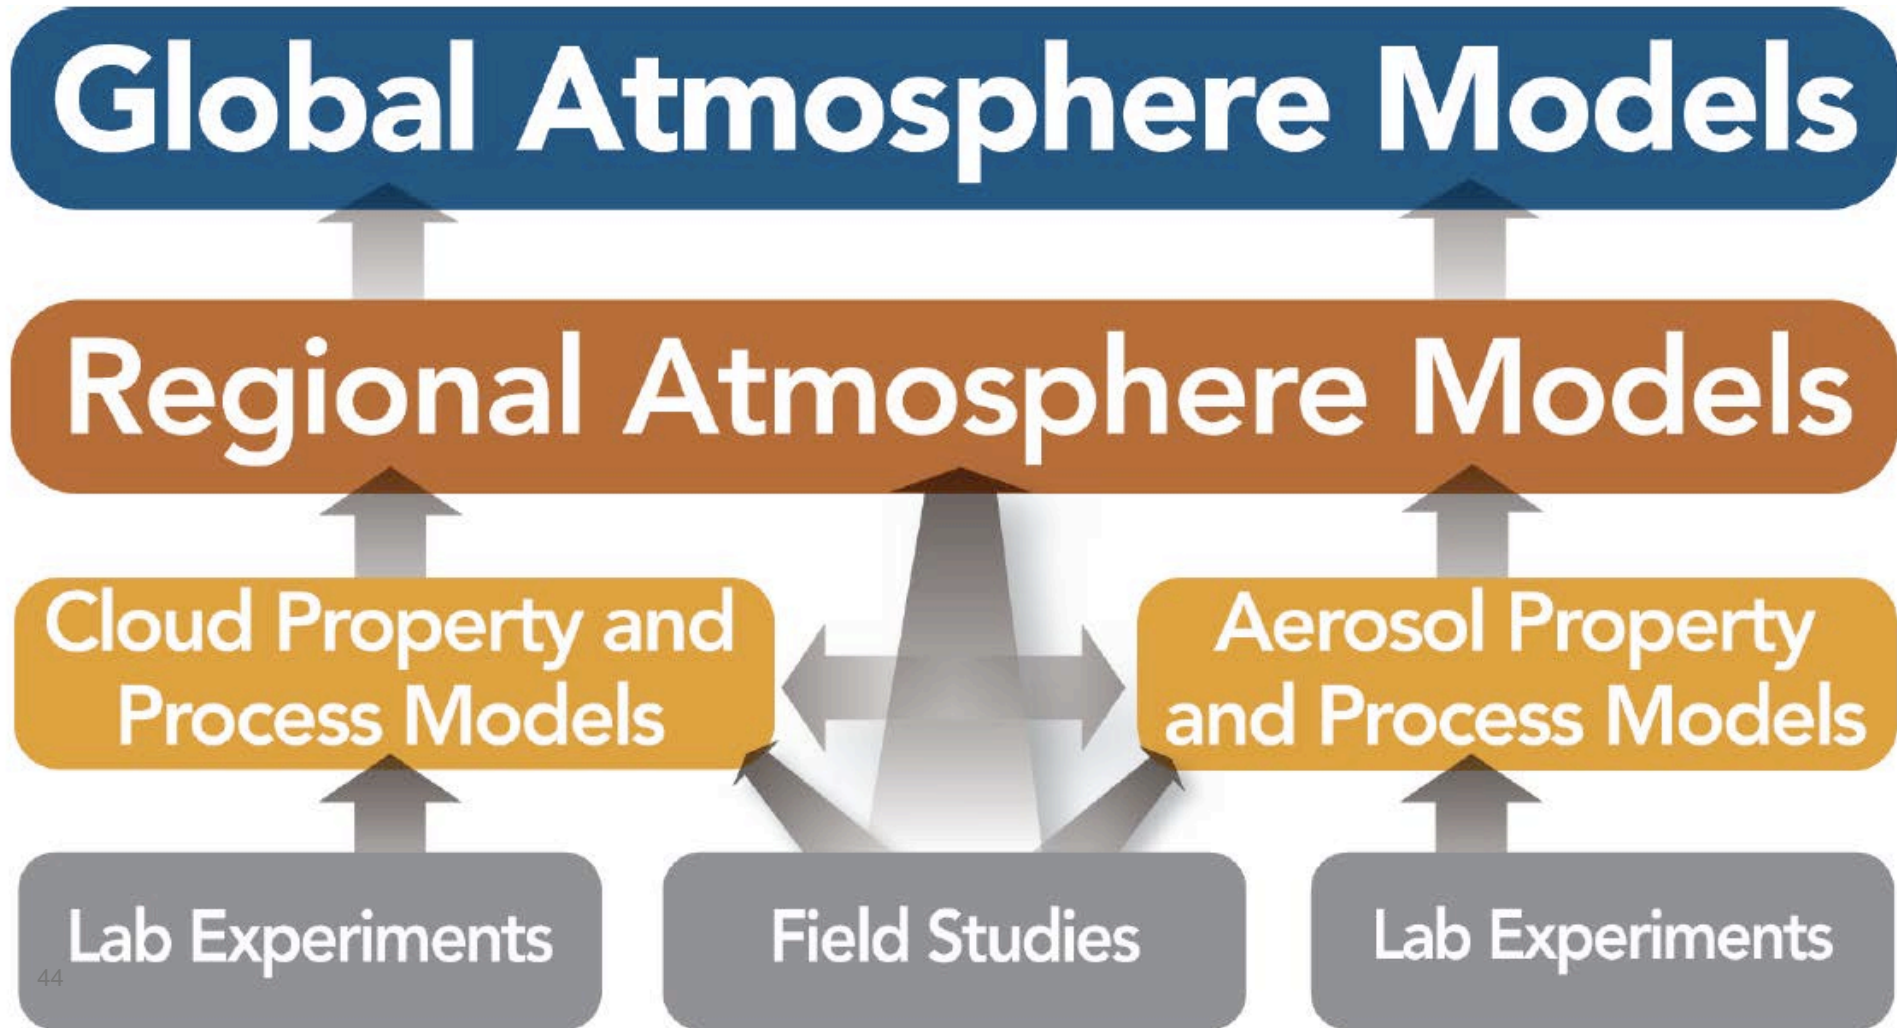 Global Atmosphere Models
Regional Atmosphere Models
Cloud Property and
Process Models
Aerosol Property
and Process Models
Lab Experiments
Field Studies
Lab Experiments
44